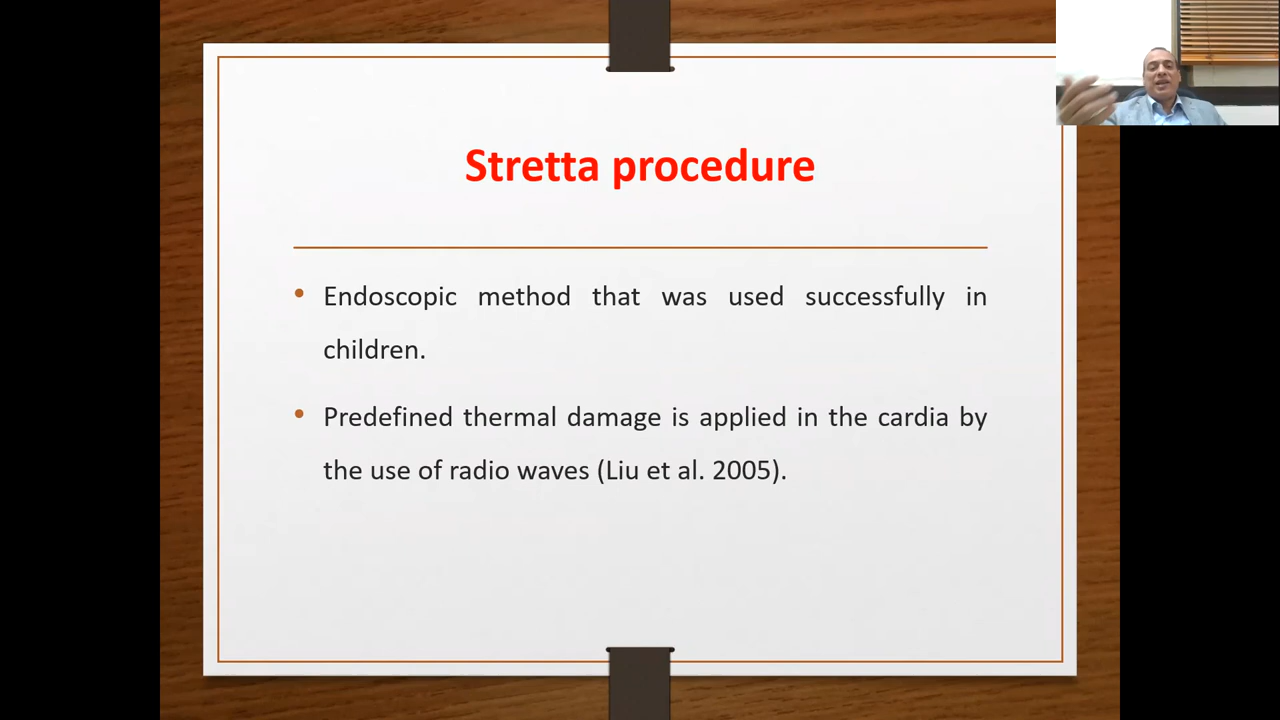 Stretta procedure
• Endoscopic method that was used successfully in
children.
• Predefined thermal damage is applied in the cardia by
the use of radio waves (Liu et al. 2005).